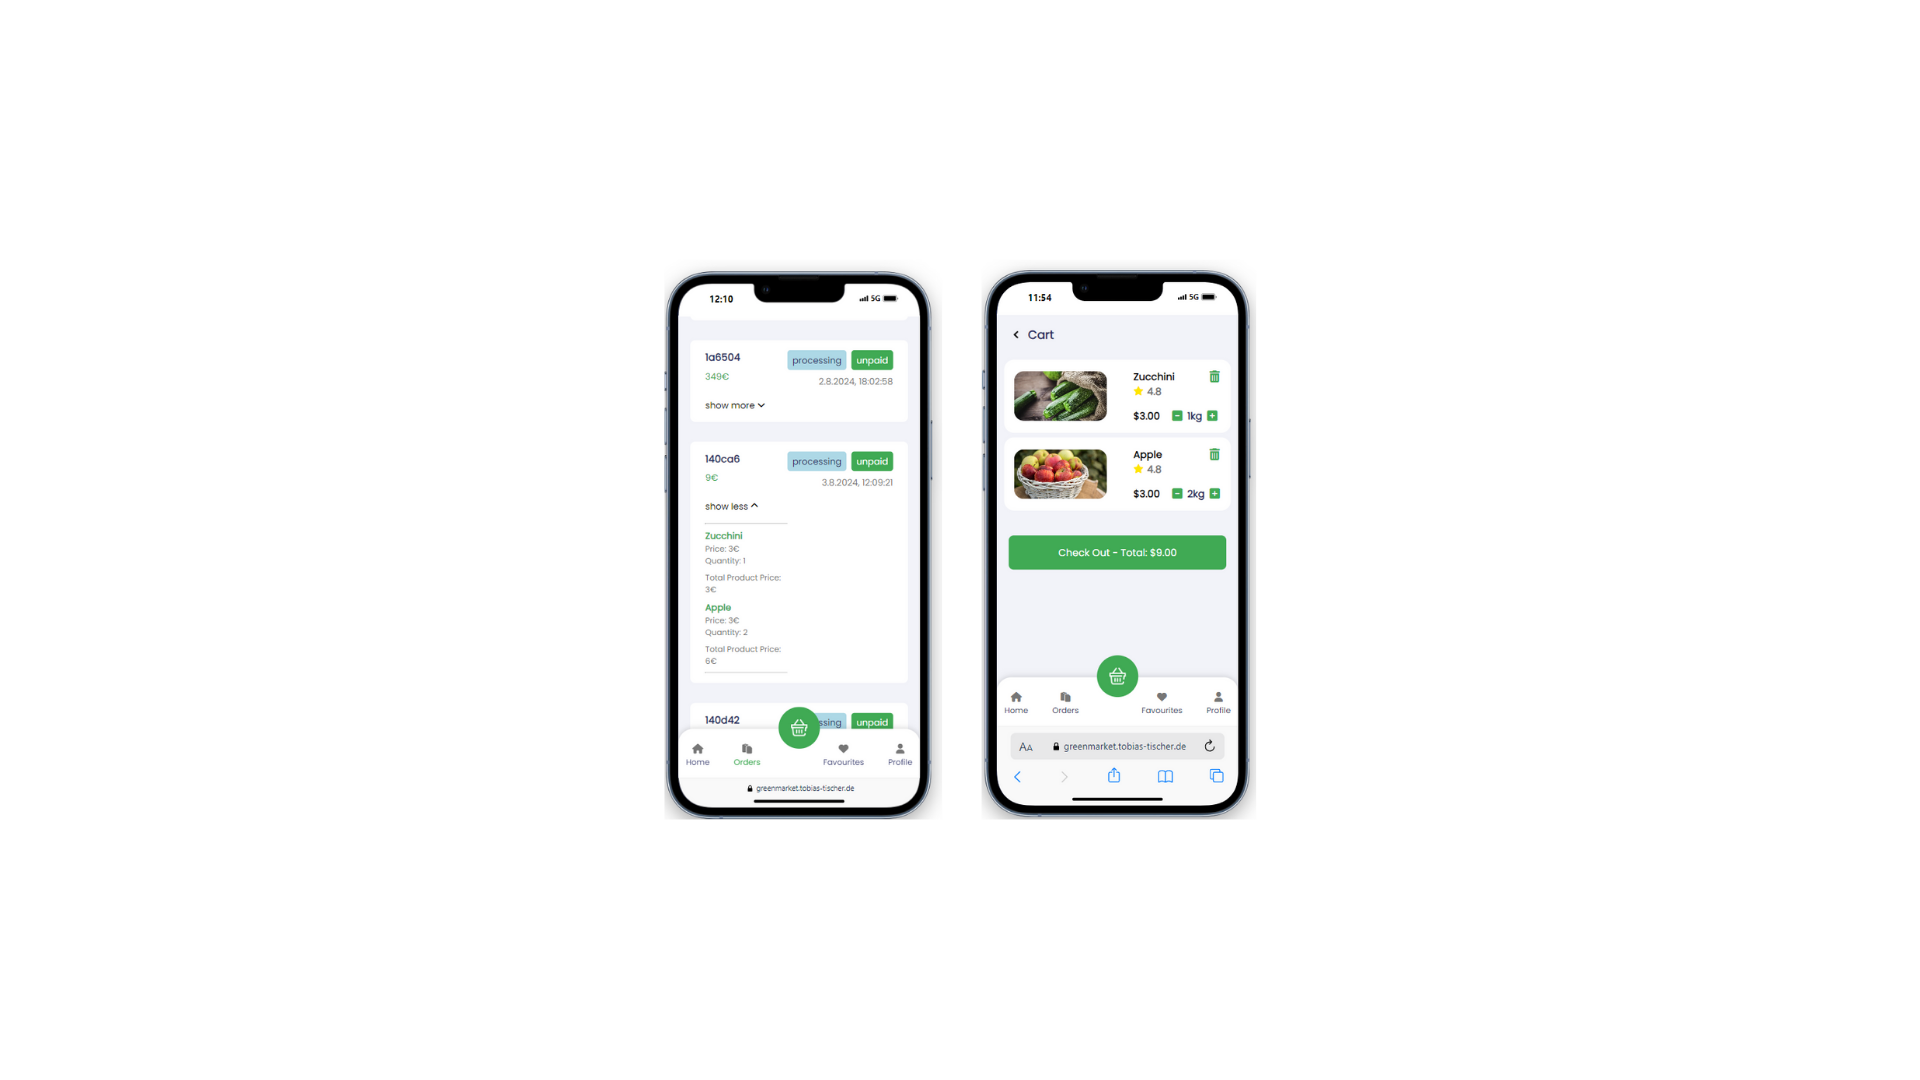 12:10
5G
1a6504
processing
unpaid
349€
2.8.2024, 18:02:58
show more
140ca6
processing
unpaid
9€
3.8.2024, 12:09:21
show less
Zucchini
Price: 3€
Quantity: 1
Total Product Price:
3€
Apple
Price: 3€
Quantity: 2
Total Product Price:
6€
140d42
ssing
unpaid
Home
Orders
Favourites
Profile
greenmarket.tobias-tischer.de
11:54
5G
Cart
Zucchini
4.8
$3.00
1kg
Apple
4.8
$3.00
2kg
Check Out - Total: $9.00
Home
Orders
Favourites
Profile
AA
greenmarket.tobias-tischer.de